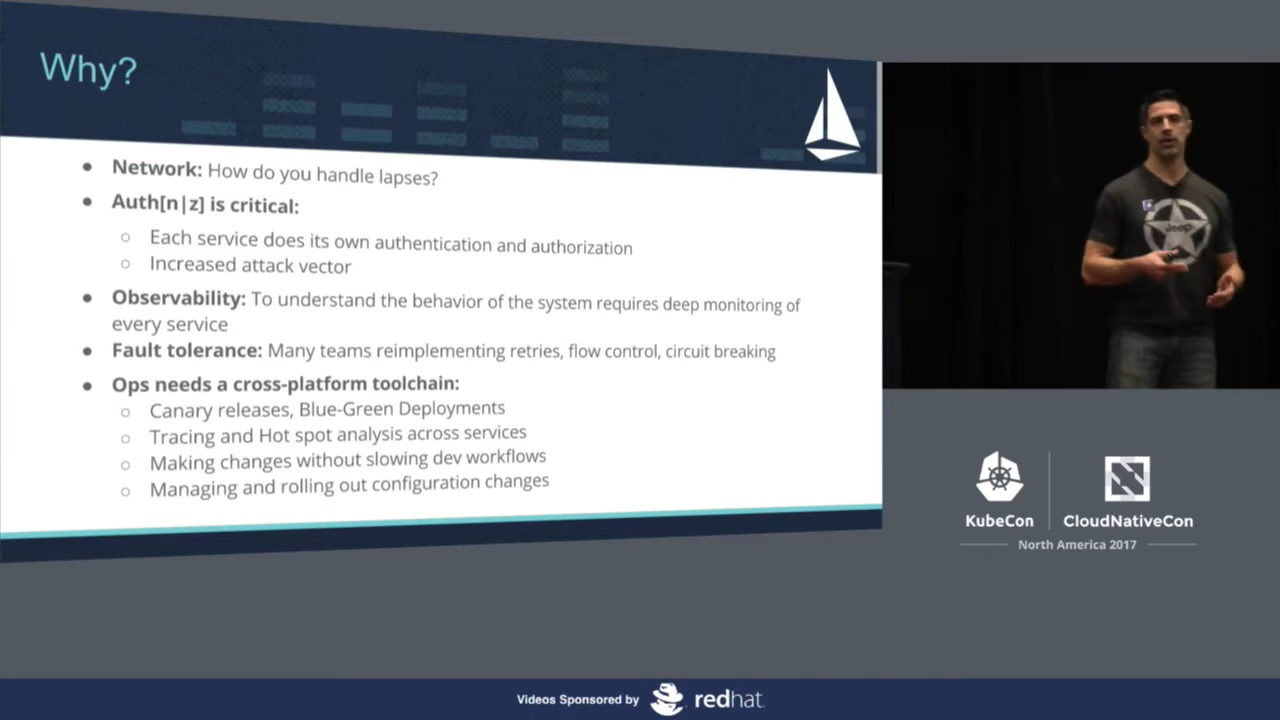 Why?
• Network: How do you handle lapses?
• Auth[n|z] is critical:
○ Each service does its own authentication and authorization
○ Increased attack vector
• Observability: To understand the behavior of the system requires deep monitoring of
every service
• Fault tolerance: Many teams reimplementing retries, flow control, circuit breaking
• Ops needs a cross-platform toolchain:
○ Canary releases, Blue-Green Deployments
○ Tracing and Hot spot analysis across services
○ Making changes without slowing dev workflows
○ Managing and rolling out configuration changes
Jeep
KubeCon
CloudNativeCon
North America 2017
Videos Sponsored by
redhat